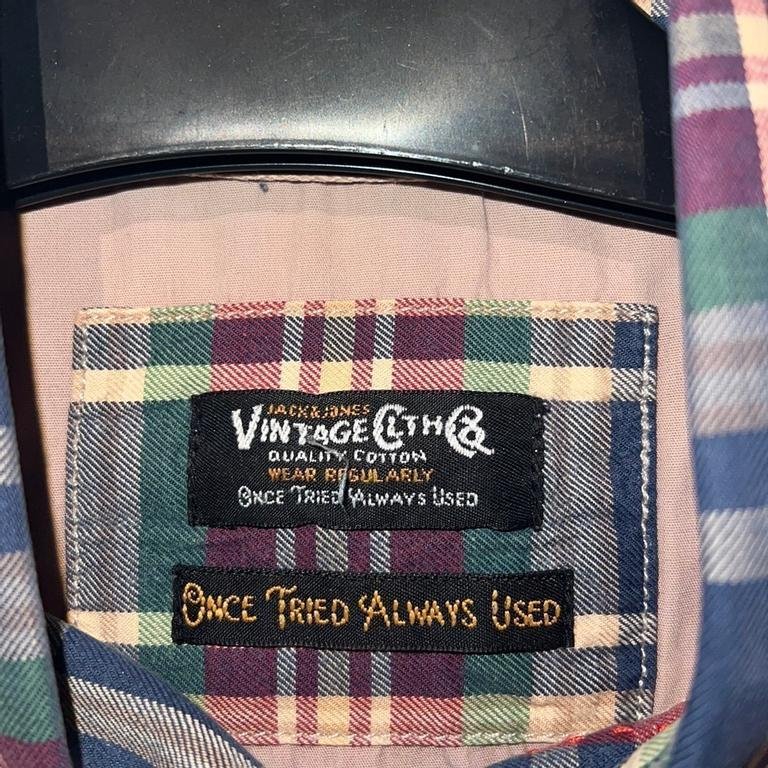 JACK&JONES
VINTAGE CLTH CO
QUALITY COTTON
WEAR REGULARLY
ONCE TRIED ALWAYS USED
ONCE TRIED ALWAYS USED